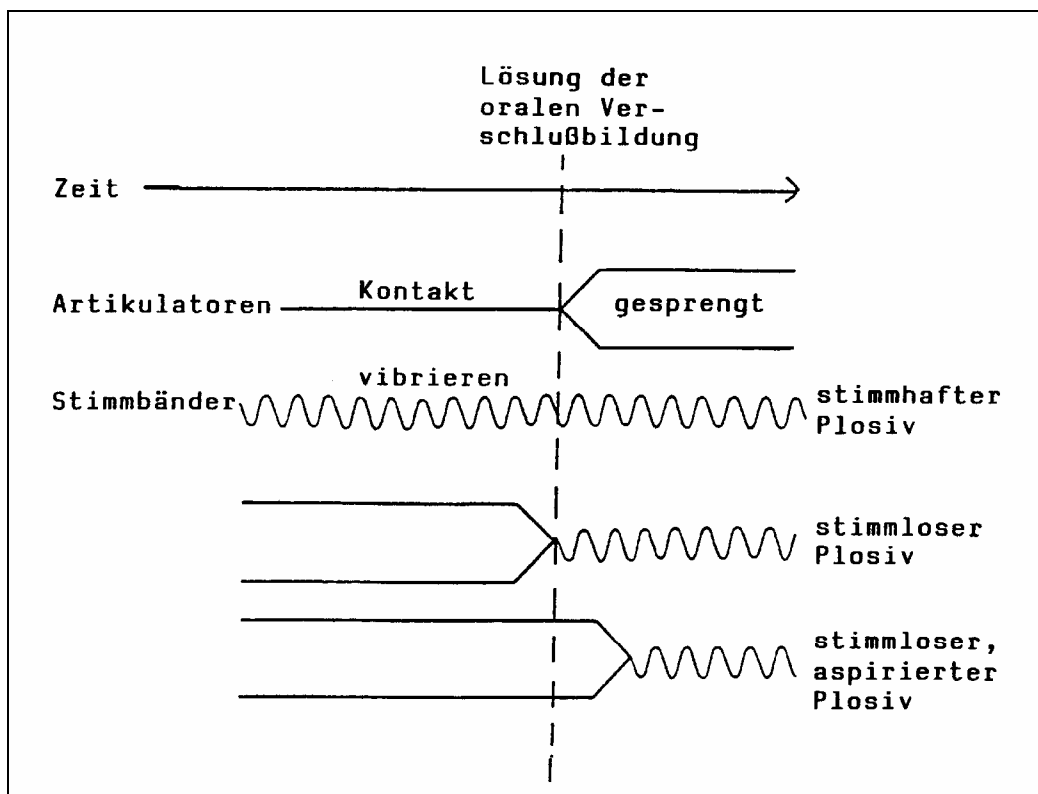 Lösung der
oralen Ver-
schlußbildung
Zeit
Artikulatoren
Kontakt
gesprengt
vibrieren
Stimmbänder
stimmhafter
Plosiv
stimmloser
Plosiv
stimmloser,
aspirierter
Plosiv